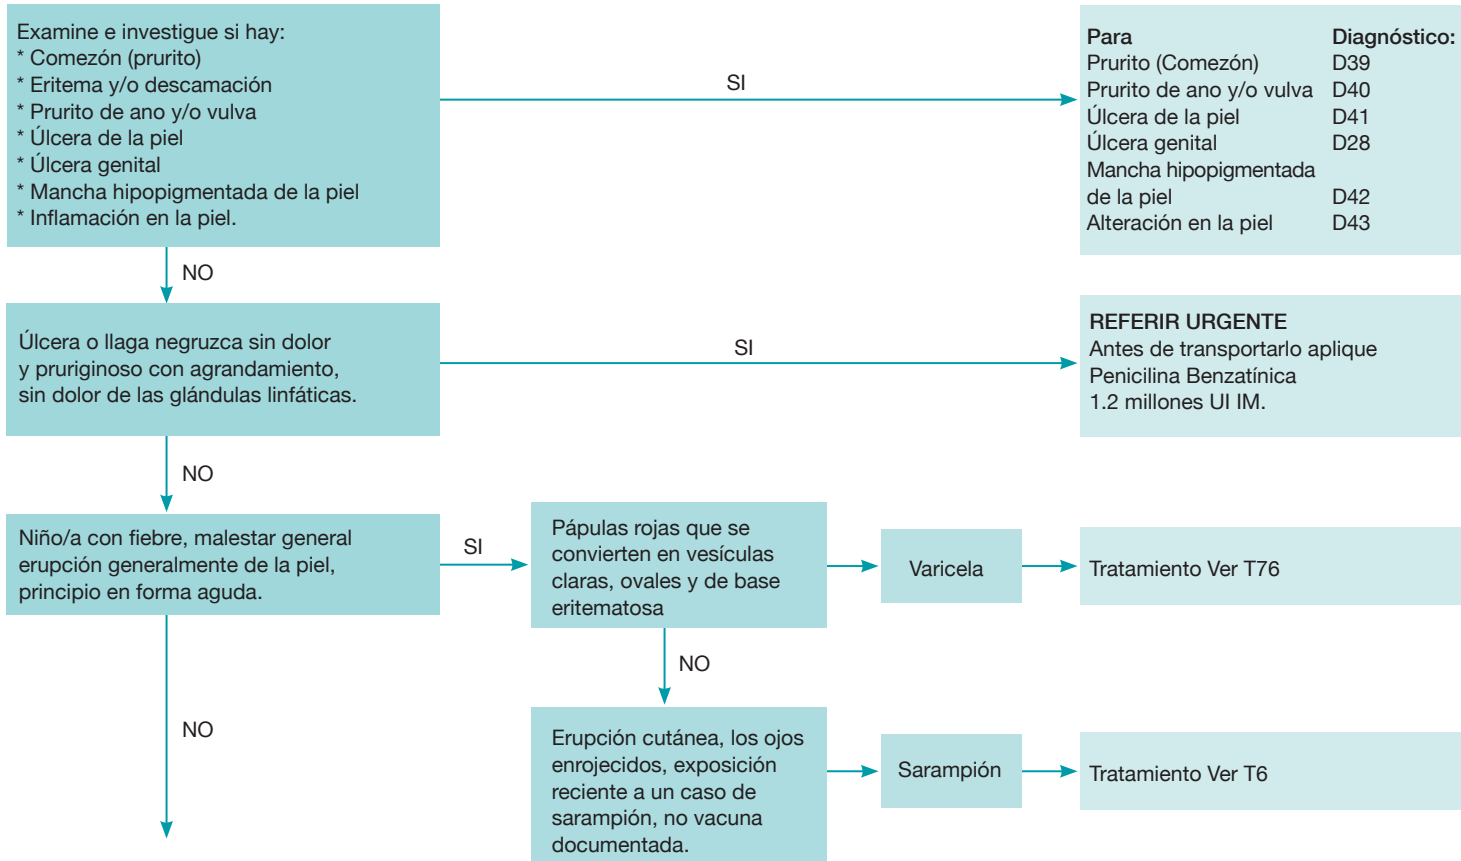 Examine e investigue si hay:
* Comezón (prurito)
* Eritema y/o descamación
* Prurito de ano y/o vulva
* Úlcera de la piel
* Úlcera genital
* Mancha hipopigmentada de la piel
* Inflamación en la piel.
SI
Para Diagnóstico:
Prurito (Comezón) D39
Prurito de ano y/o vulva D40
Úlcera de la piel D41
Úlcera genital D28
Mancha hipopigmentada
de la piel D42
Alteración en la piel D43
NO
Úlcera o llaga negruzca sin dolor
y pruriginoso con agrandamiento,
sin dolor de las glándulas linfáticas.
SI
REFERIR URGENTE
Antes de transportarlo aplique
Penicilina Benzatínica
1.2 millones UI IM.
NO
Niño/a con fiebre, malestar general
erupción generalmente de la piel,
principio en forma aguda.
SI
Pápulas rojas que se
convierten en vesículas
claras, ovales y de base
eritematosa
Varicela
Tratamiento Ver T76
NO
NO
Erupción cutánea, los ojos
enrojecidos, exposición
reciente a un caso de
sarampión, no vacuna
documentada.
Sarampión
Tratamiento Ver T6